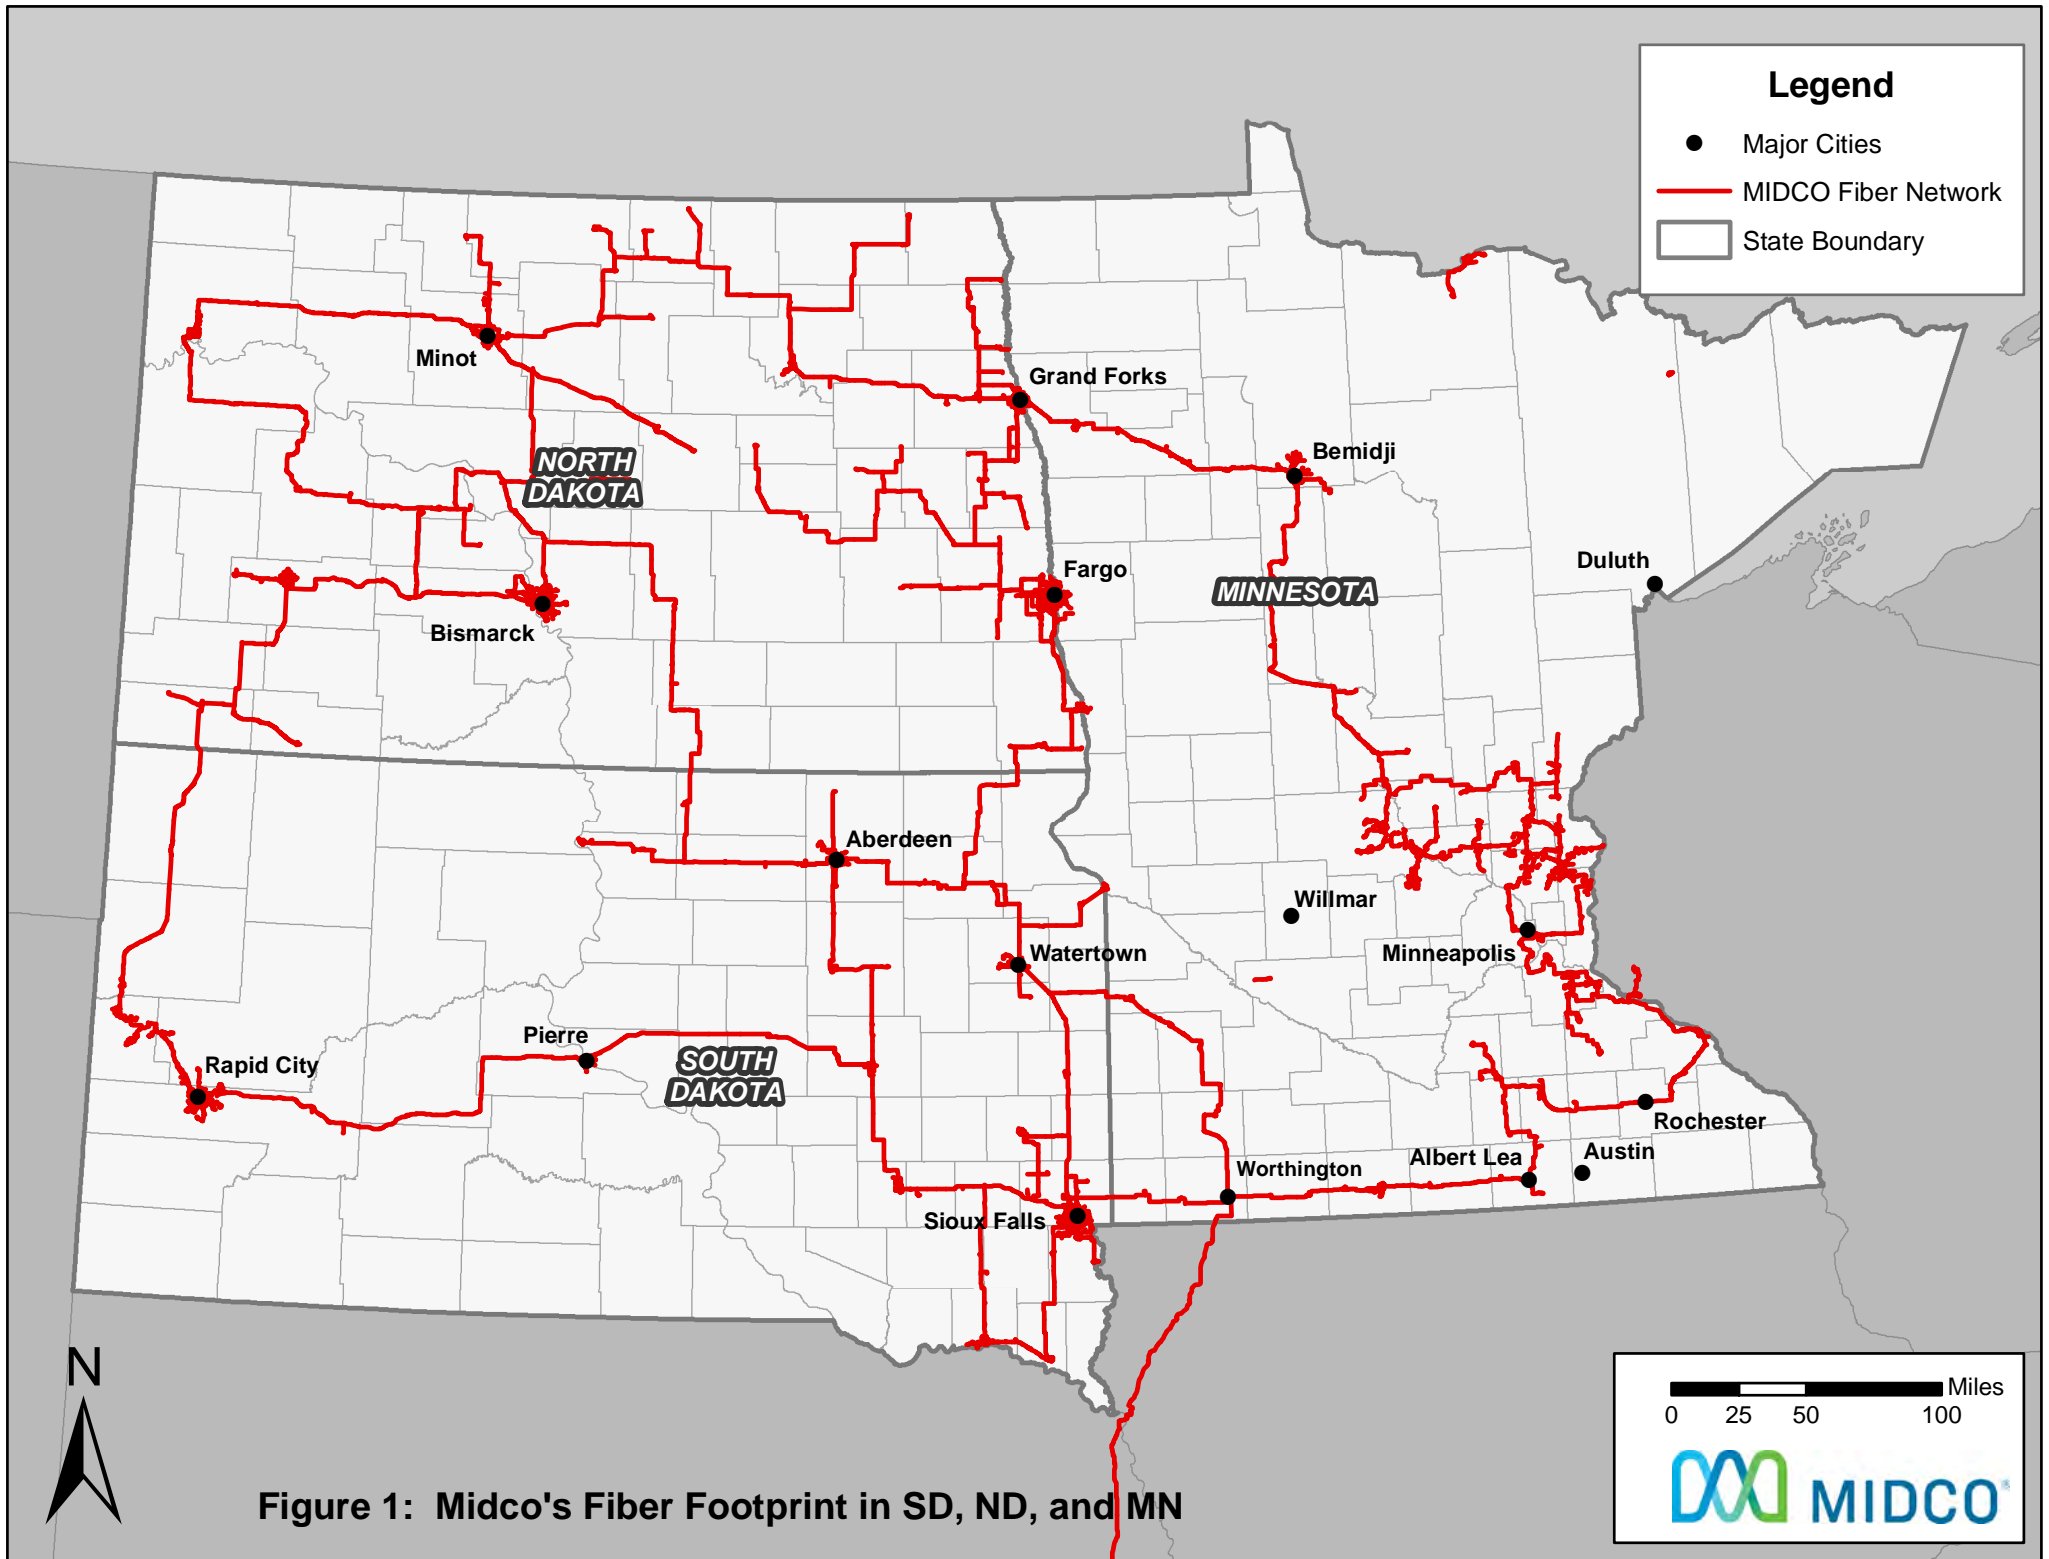 Legend
Major Cities
MIDCO Fiber Network
State Boundary
Minot
Grand Forks
Bemidji
NORTH
DAKOTA
Fargo
Duluth
MINNESOTA
Bismarck
Aberdeen
Willmar
Watertown
Minneapolis
Pierre
SOUTH
DAKOTA
Rapid City
Rochester
Austin
Albert Lea
Worthington
Sioux Falls
N
Miles
0 25 50 100
MIDCO
Figure 1: Midco's Fiber Footprint in SD, ND, and MN